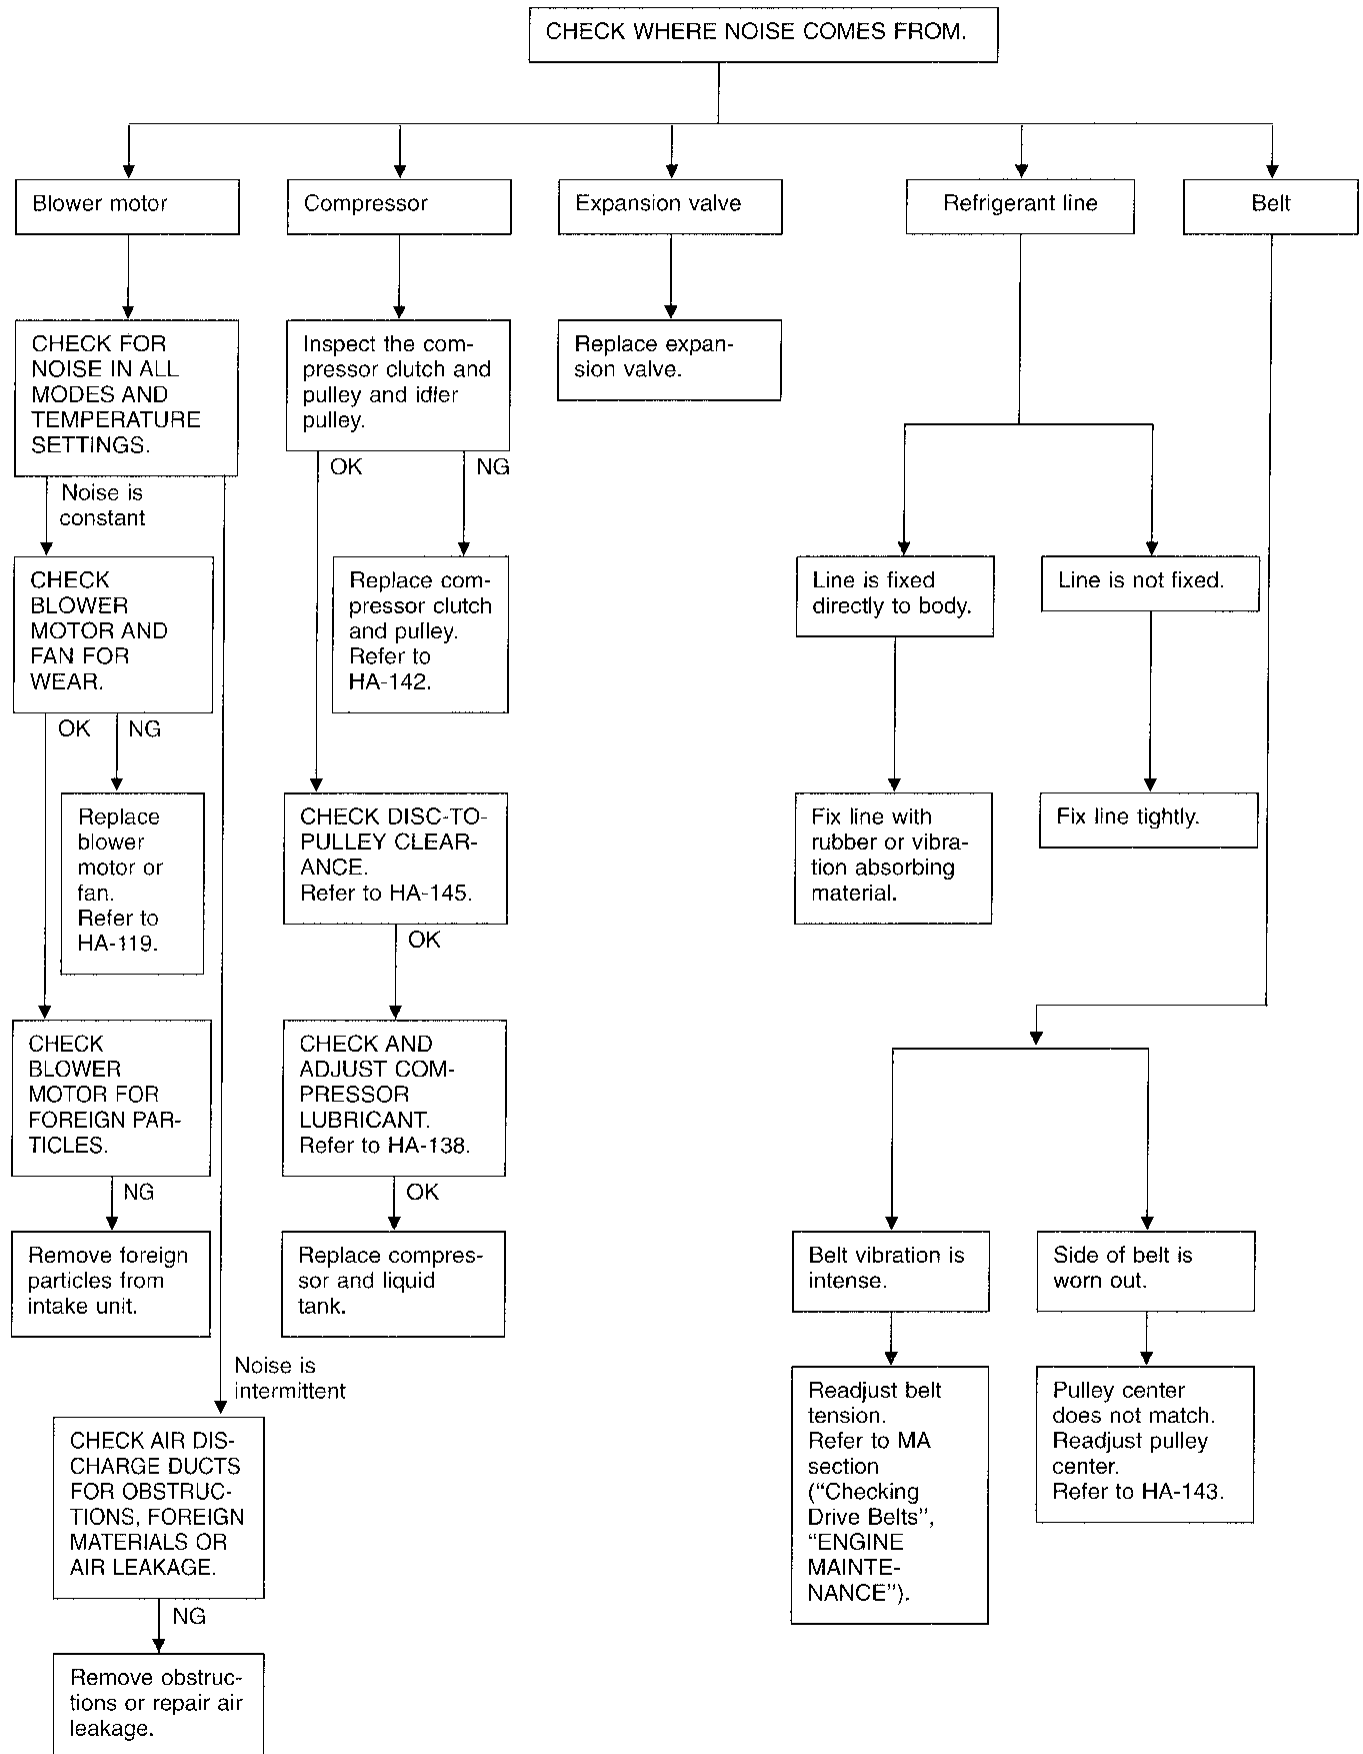 CHECK WHERE NOISE COMES FROM.
Blower motor
Compressor
Expansion valve
Refrigerant line
Belt
CHECK FOR
NOISE IN ALL
MODES AND
TEMPERATURE
SETTINGS.
Inspect the com-
pressor clutch and
pulley and idler
pulley.
Replace expan-
sion valve.
OK
NG
Noise is
constant
CHECK
BLOWER
MOTOR AND
FAN FOR
WEAR.
Replace com-
pressor clutch
and pulley.
Refer to
HA-142.
Line is fixed
directly to body.
Line is not fixed.
OK
NG
Replace
blower
motor or
fan.
Refer to
HA-119.
CHECK DISC-TO-
PULLEY CLEAR-
ANCE.
Refer to HA-145.
Fix line with
rubber or vibra-
tion absorbing
material.
Fix line tightly.
OK
CHECK
BLOWER
MOTOR FOR
FOREIGN PAR-
TICLES.
CHECK AND
ADJUST COM-
PRESSOR
LUBRICANT.
Refer to HA-138.
NG
OK
Remove foreign
particles from
intake unit.
Replace compres-
sor and liquid
tank.
Belt vibration is
intense.
Side of belt is
worn out.
Noise is
intermittent
CHECK AIR DIS-
CHARGE DUCTS
FOR OBSTRUC-
TIONS, FOREIGN
MATERIALS OR
AIR LEAKAGE.
Readjust belt
tension.
Refer to MA
section
(“Checking
Drive Belts”,
“ENGINE
MAINTE-
NANCE”).
Pulley center
does not match.
Readjust pulley
center.
Refer to HA-143.
NG
Remove obstruc-
tions or repair air
leakage.